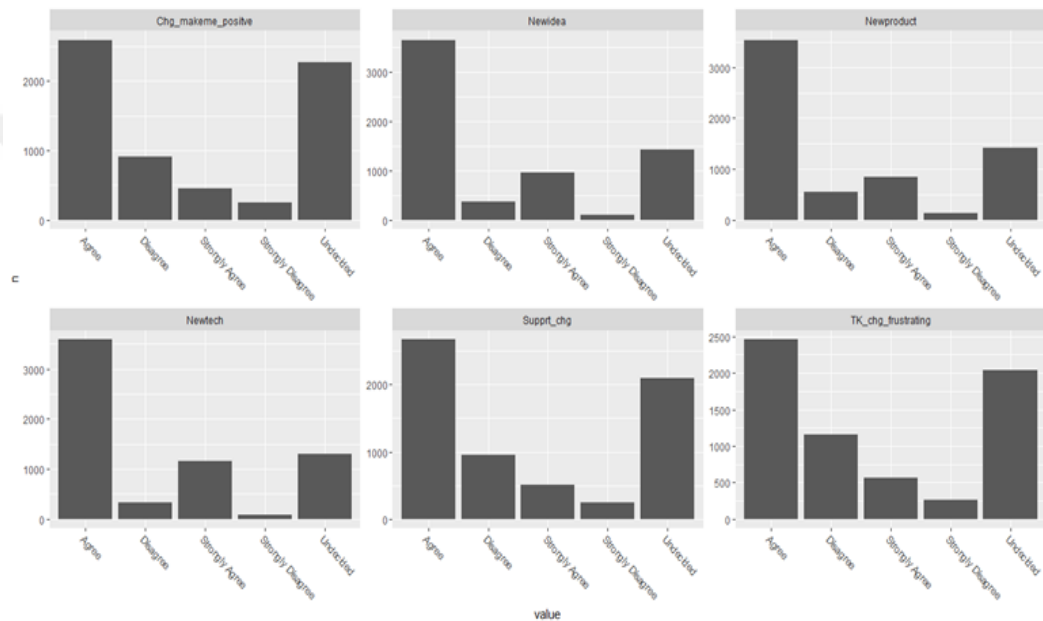 Chg_makeme_positve
Newidea
Newproduct
2000
1000
0
3000
2000
1000
0
3000
2000
1000
0
Agree
Disagree
Strongly Agree
Strongly Disagree
Undecided
Agree
Disagree
Strongly Agree
Strongly Disagree
Undecided
Agree
Disagree
Strongly Agree
Strongly Disagree
Undecided
Newtech
Supprt_chg
TK_chg_frustrating
3000
2000
1000
0
2000
1000
0
2500
2000
1500
1000
500
0
Agree
Disagree
Strongly Agree
Strongly Disagree
Undecided
Agree
Disagree
Strongly Agree
Strongly Disagree
Undecided
Agree
Disagree
Strongly Agree
Strongly Disagree
Undecided
value